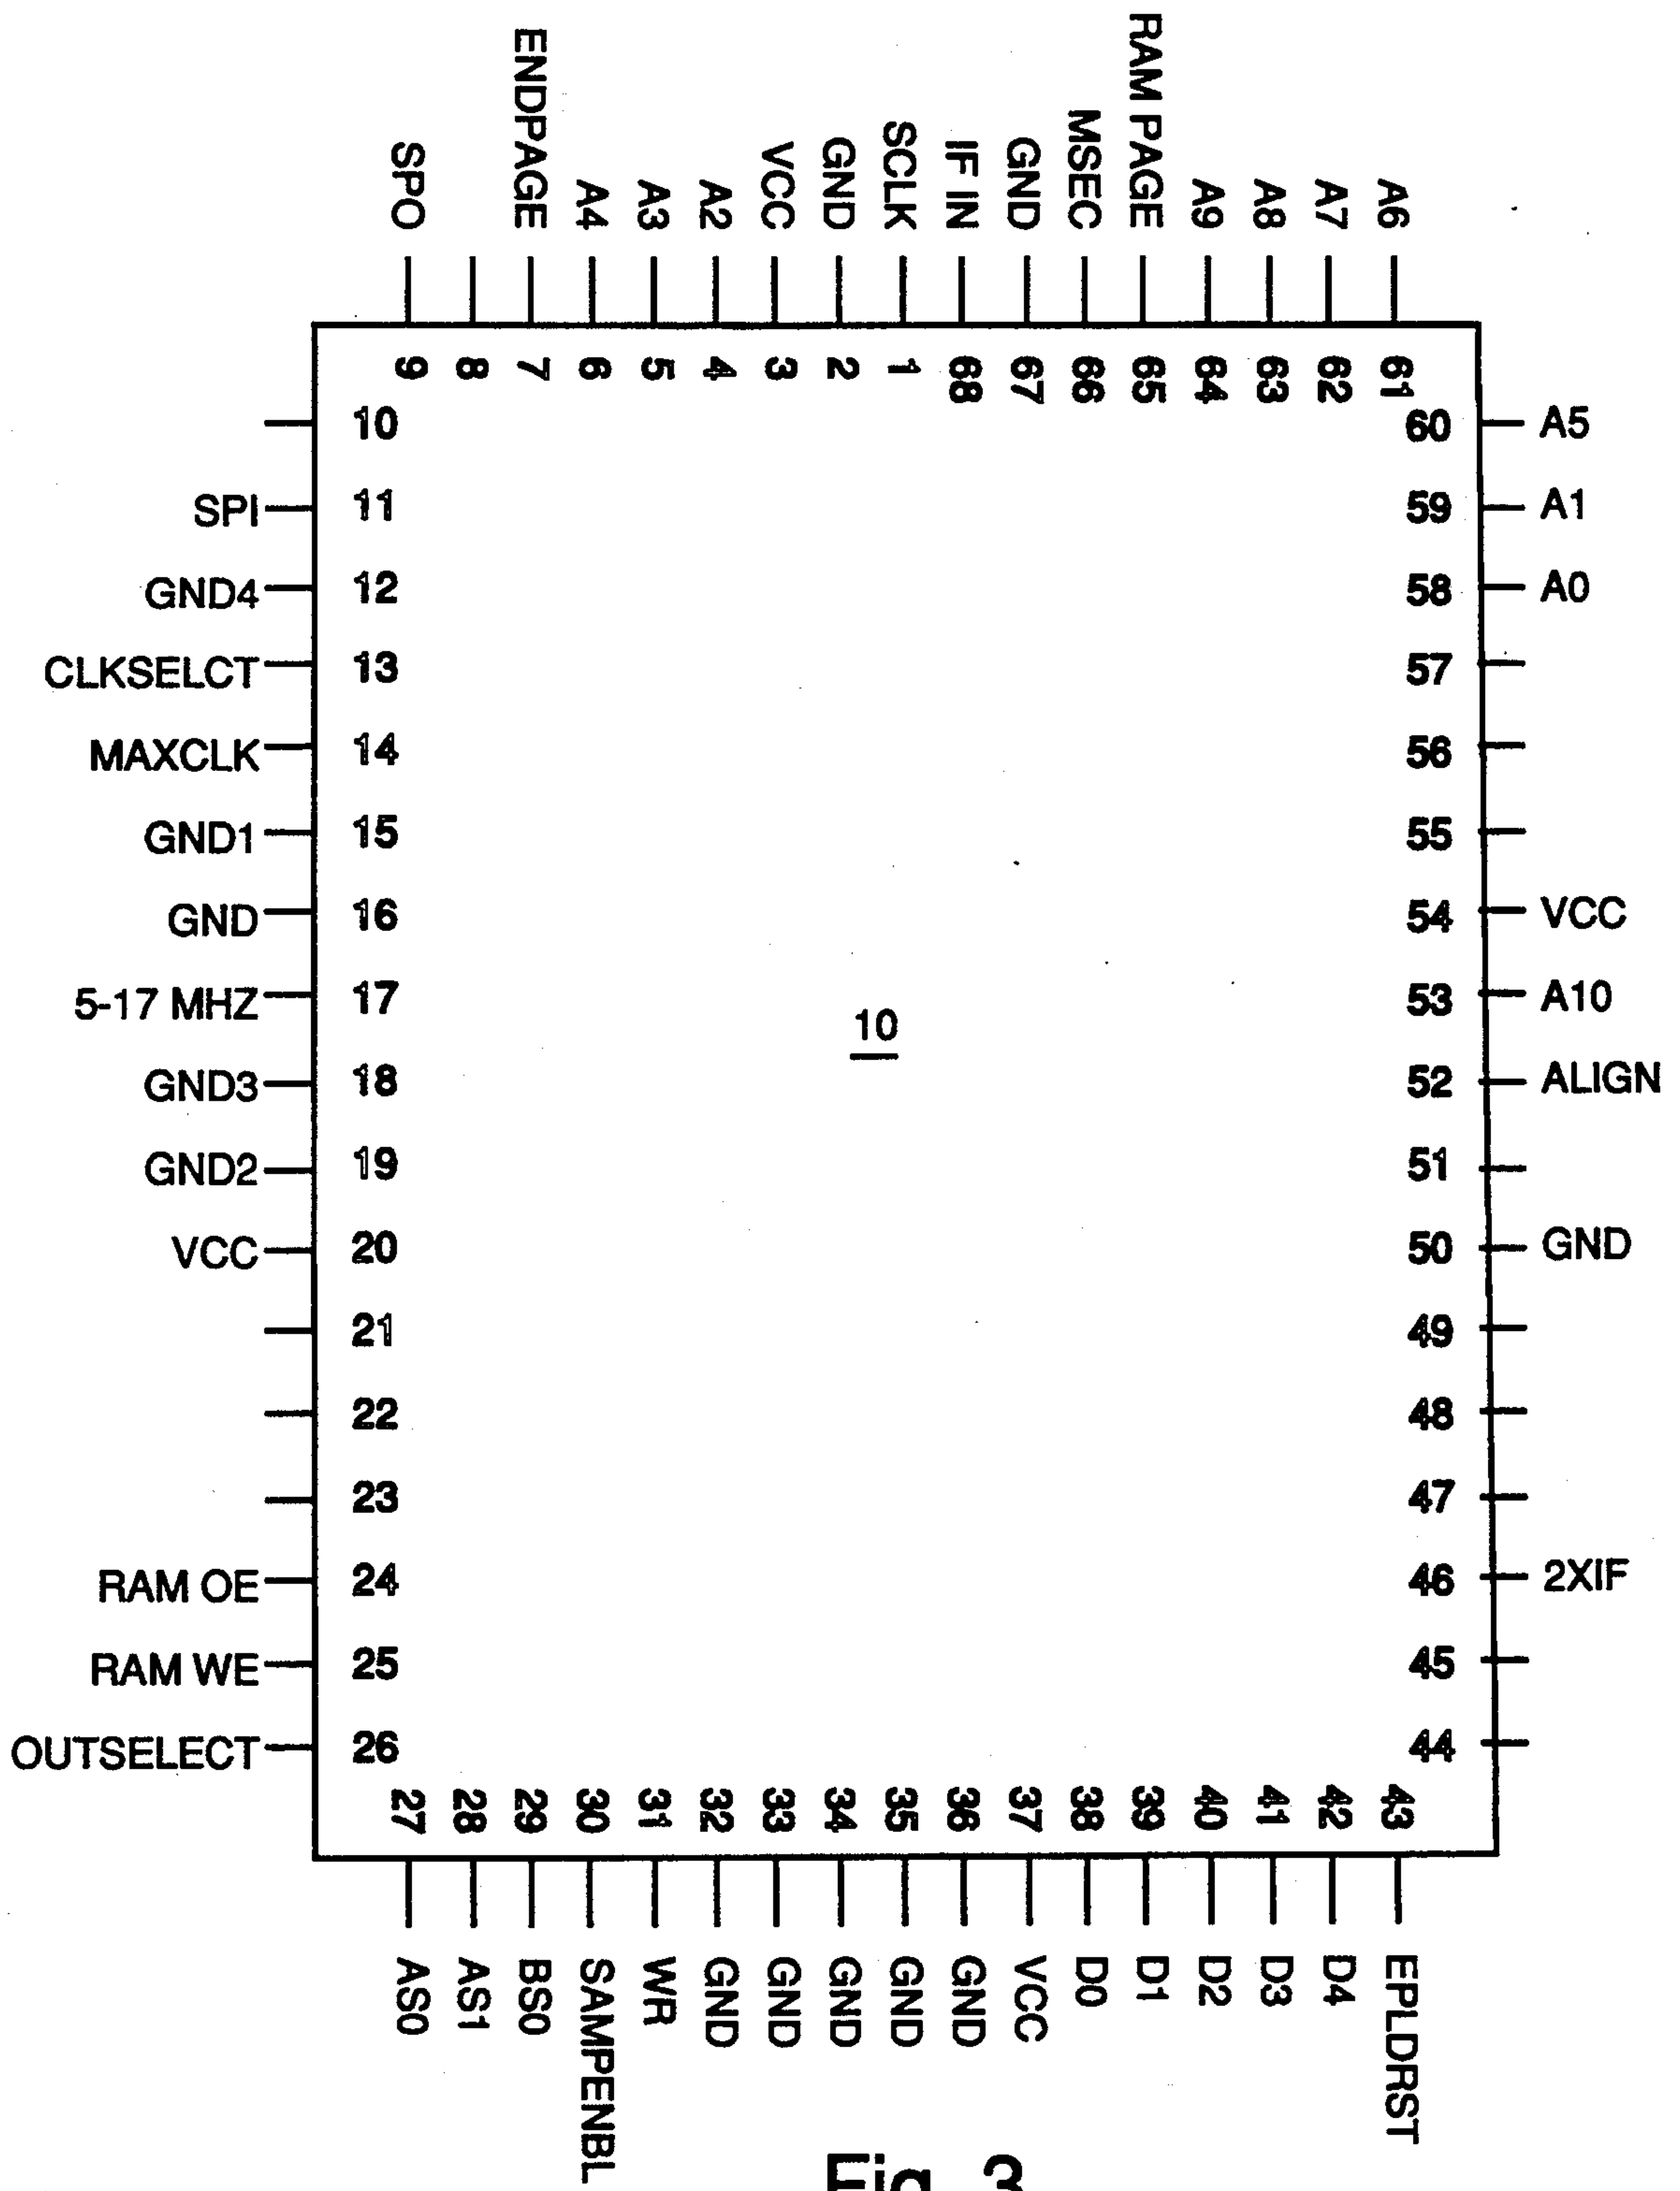 SPO
ENDPAGE
A4
A3
A2
VCC
GND
SCLK
IF IN
GND
MSEC
RAM PAGE
A9
A8
A7
A6
9
8
7
6
5
4
3
2
1
68
67
66
65
64
63
62
61
10
60 A5
SPI 11
59 A1
GND4 12
58 A0
CLKSELCT 13
57
MAXCLK 14
56
GND1 15
55
GND 16
54 VCC
5-17 MHZ 17
53 A10
10
GND3 18
52 ALIGN
GND2 19
51
VCC 20
50 GND
21
49
22
48
23
47
RAM OE 24
46 2XIF
RAM WE 25
45
OUTSELECT 26
44
27
28
29
30
31
32
33
34
35
36
37
38
39
40
41
42
43
AS0
AS1
BS0
SAMPENBL
WR
GND
GND
GND
GND
GND
VCC
D0
D1
D2
D3
D4
EPLDRST
Fig. 3